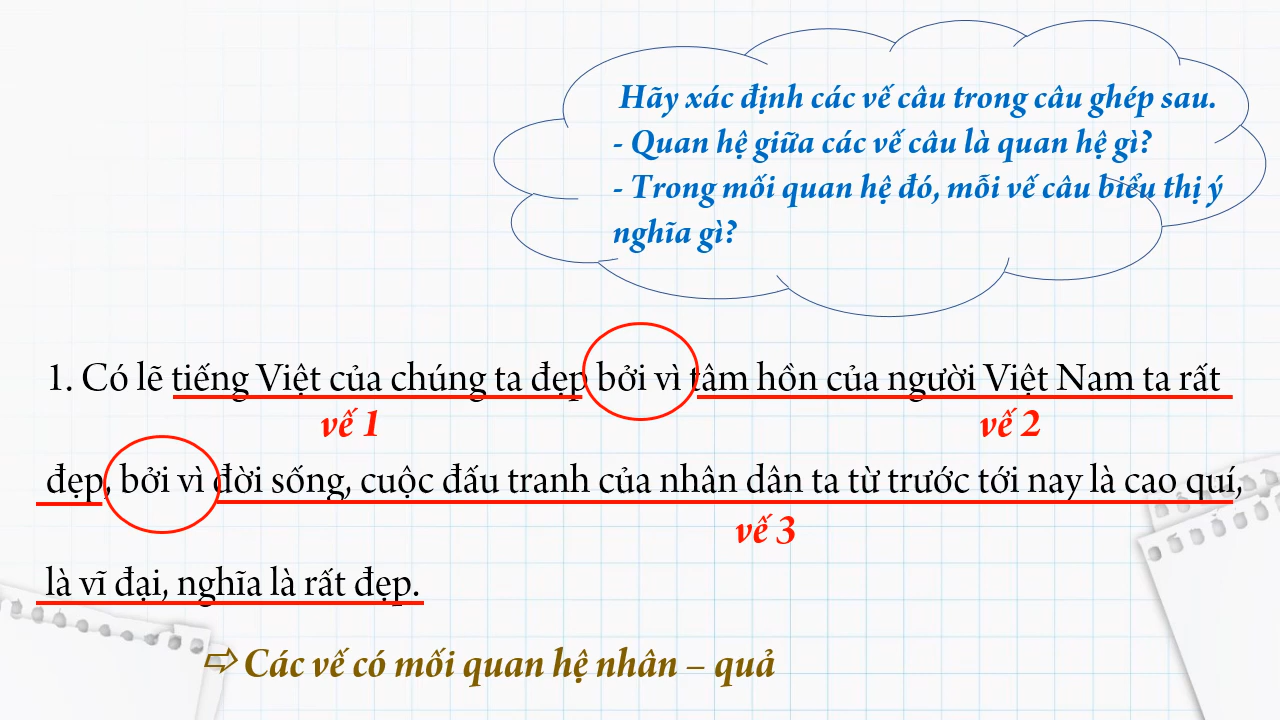 Hãy xác định các vế câu trong câu ghép sau.
- Quan hệ giữa các vế câu là quan hệ gì?
- Trong mối quan hệ đó, mỗi vế câu biểu thị ý
nghĩa gì?
1. Có lẽ tiếng Việt của chúng ta đẹp bởi vì tâm hồn của người Việt Nam ta rất
vế 1 vế 2
đẹp, bởi vì đời sống, cuộc đấu tranh của nhân dân ta từ trước tới nay là cao quí,
vế 3
là vĩ đại, nghĩa là rất đẹp.
⇨ Các vế có mối quan hệ nhân – quả